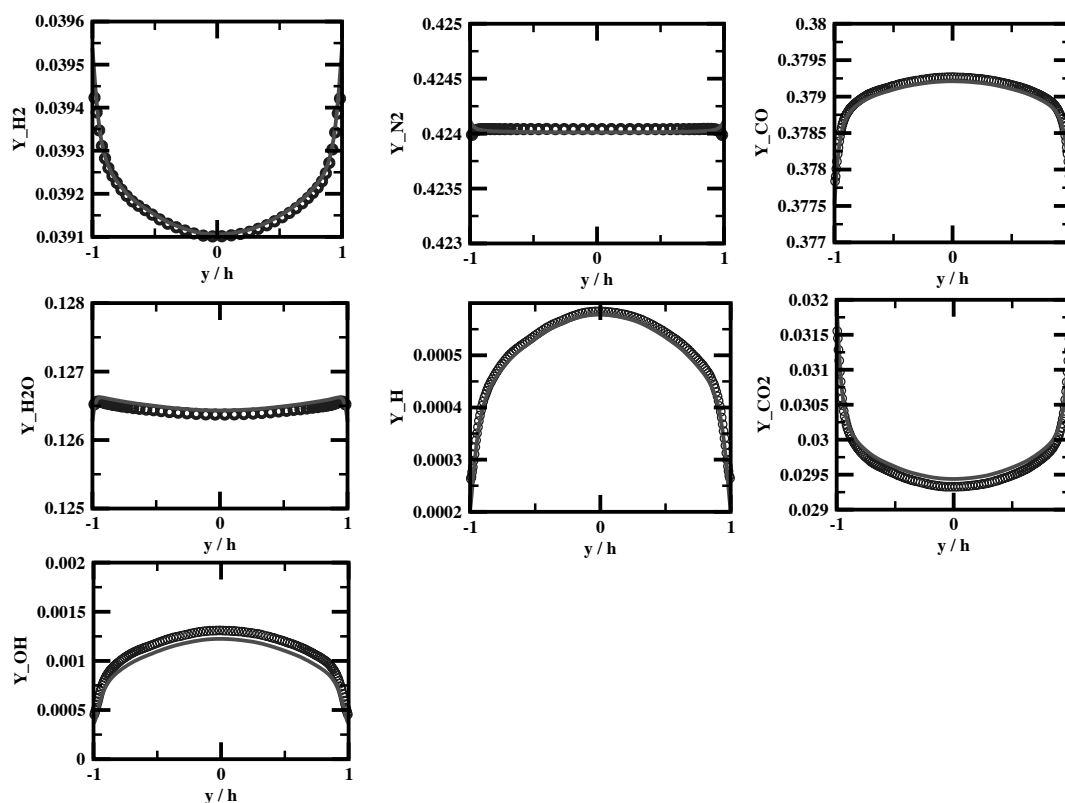 0.0396
0.0395
0.0394
0.0393
0.0392
0.0391
Y_H2
-1 0 1
y / h
0.425
0.4245
0.424
0.4235
0.423
Y_N2
-1 0 1
y / h
0.38
0.3795
0.379
0.3785
0.378
0.3775
0.377
Y_CO
-1 0
y / h
0.128
0.127
0.126
0.125
Y_H2O
-1 0 1
y / h
0.0005
0.0004
0.0003
0.0002
Y_H
-1 0 1
y / h
0.032
0.0315
0.031
0.0305
0.03
0.0295
0.029
Y_CO2
-1 0
y / h
0.002
0.0015
0.001
0.0005
0
Y_OH
-1 0 1
y / h